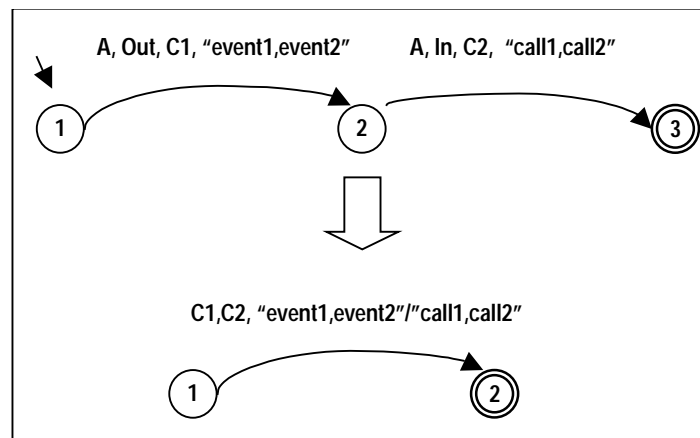 A, Out, C1, “event1,event2” A, In, C2, “call1,call2”
1 2 3
C1,C2, “event1,event2”/”call1,call2”
1 2